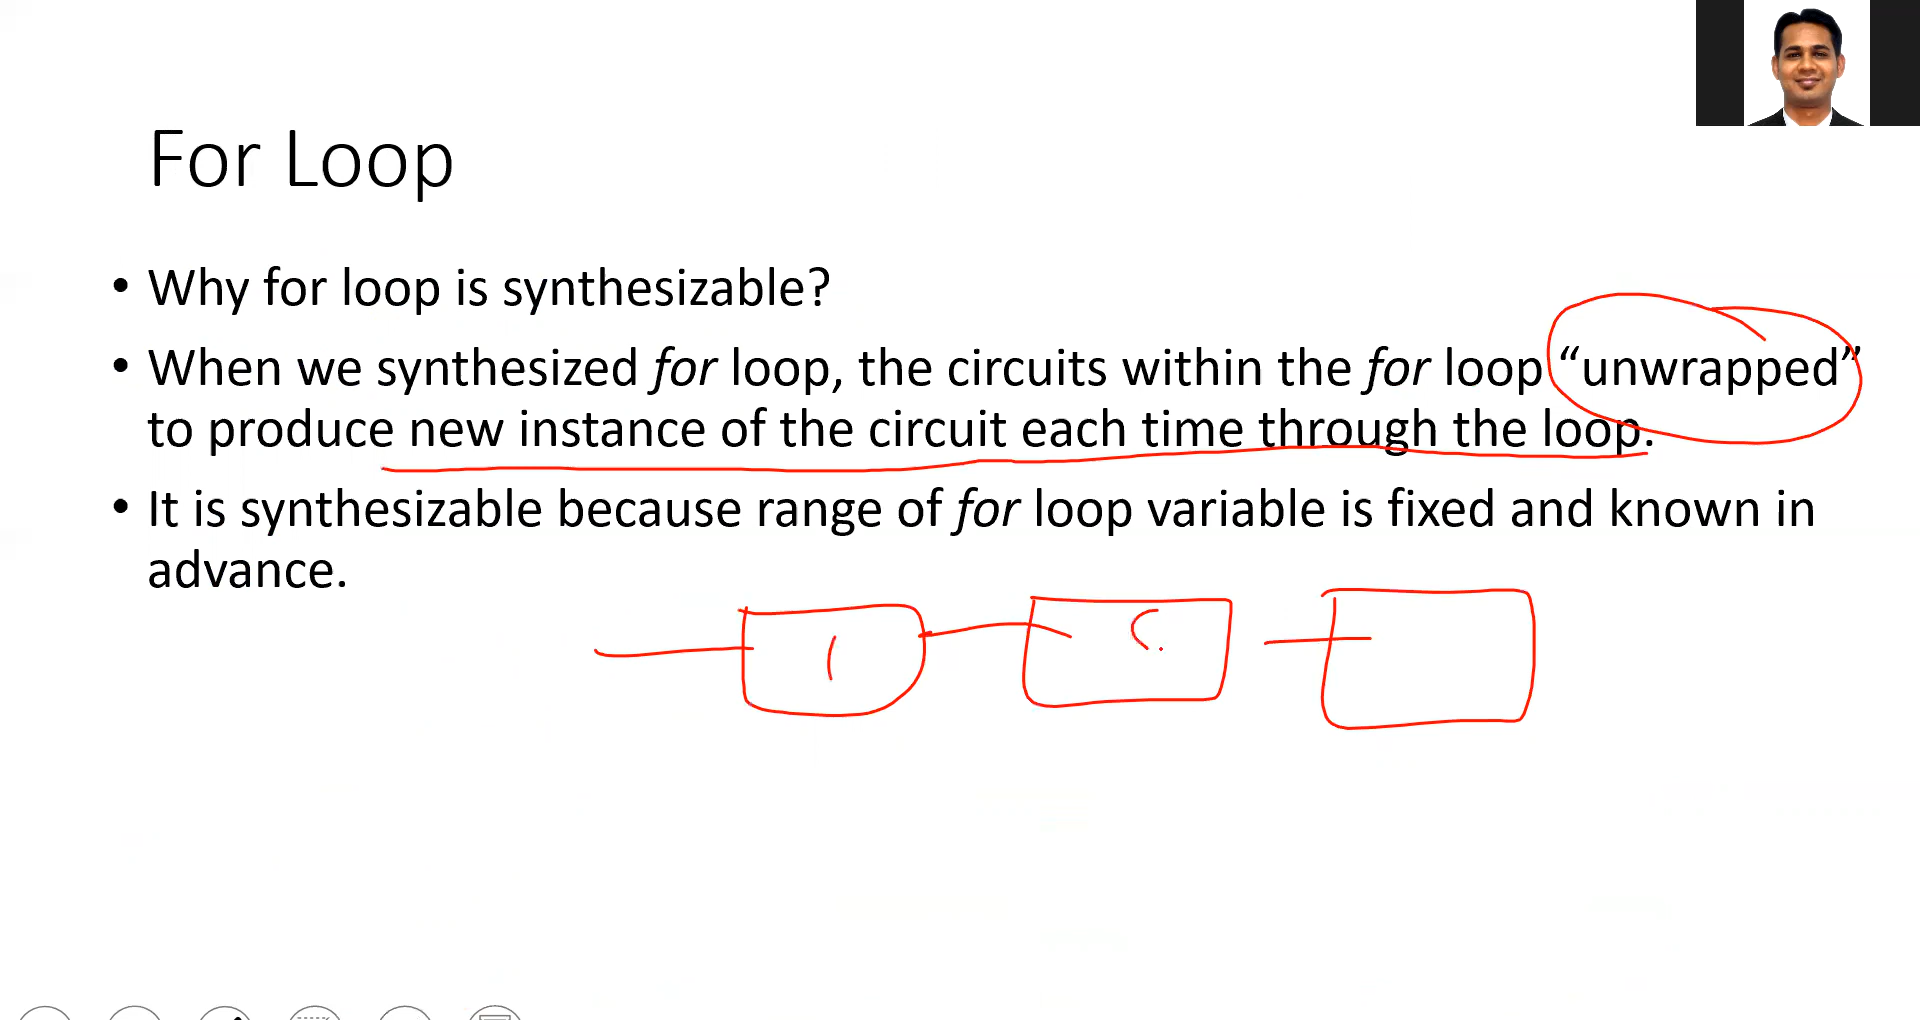 For Loop
• Why for loop is synthesizable?
• When we synthesized for loop, the circuits within the for loop “unwrapped”
to produce new instance of the circuit each time through the loop.
• It is synthesizable because range of for loop variable is fixed and known in
advance.
1